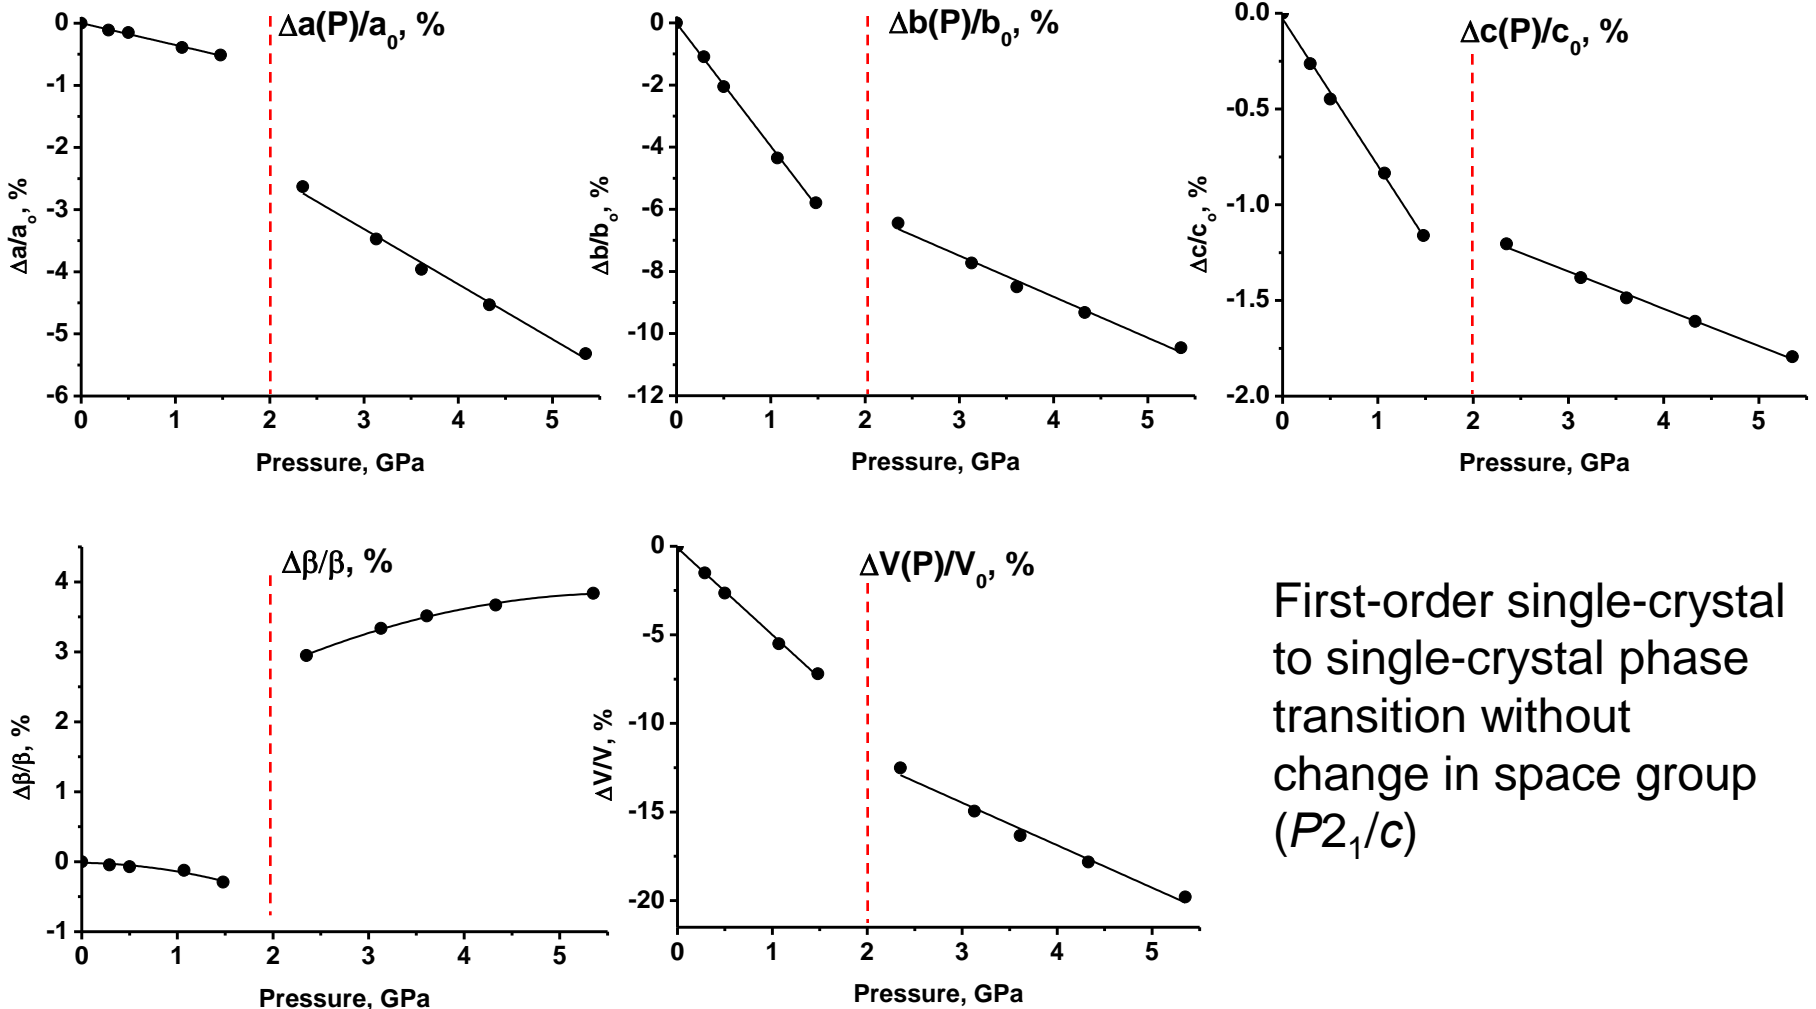 Δa(P)/a₀, %
0
-1
-2
-3
-4
-5
-6
Δa/aₒ, %
0 1 2 3 4 5
Pressure, GPa
Δb(P)/b₀, %
0
-2
-4
-6
-8
-10
-12
Δb/bₒ, %
0 1 2 3 4 5
Pressure, GPa
Δc(P)/c₀, %
0.0
-0.5
-1.0
-1.5
-2.0
Δc/cₒ, %
0 1 2 3 4 5
Pressure, GPa
Δβ/β, %
4
3
2
1
0
-1
Δβ/β, %
0 1 2 3 4 5
Pressure, GPa
ΔV(P)/V₀, %
0
-5
-10
-15
-20
ΔV/V, %
0 1 2 3 4 5
Pressure, GPa
First-order single-crystal
to single-crystal phase
transition without
change in space group
(P2₁/c)